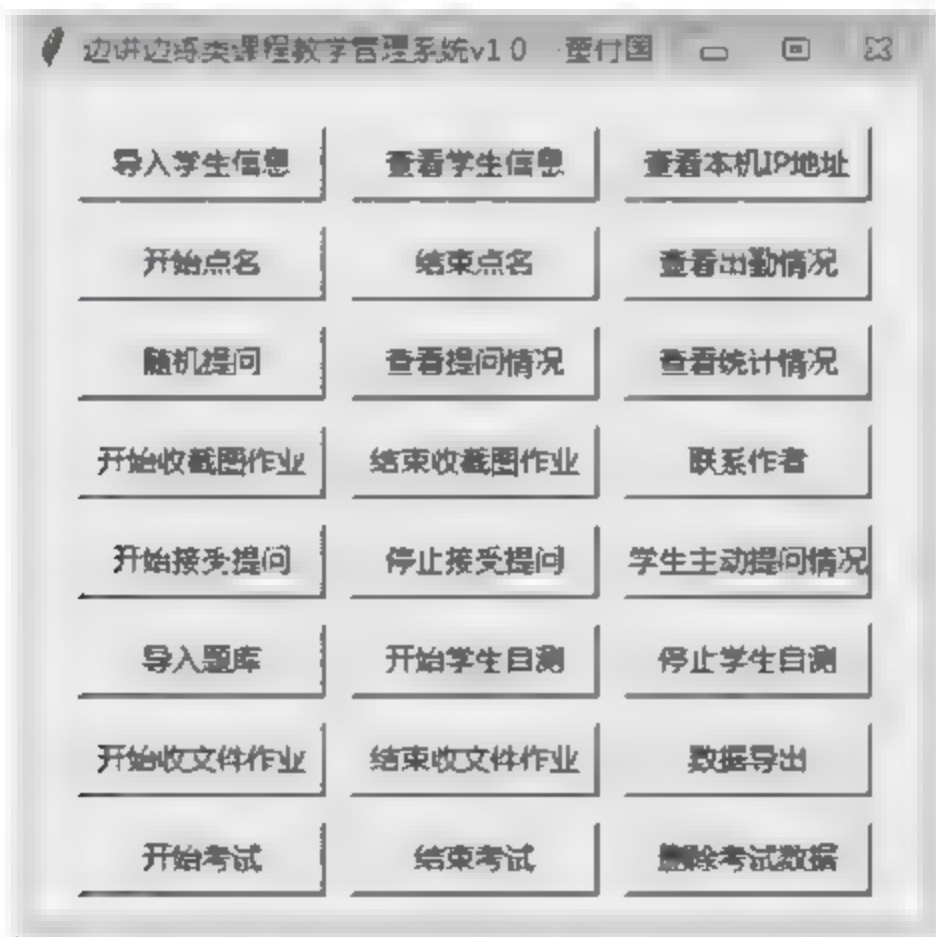 边讲边练类课程教学管理系统v1.0 董付国
导入学生信息 查看学生信息 查看本机IP地址
开始点名 结束点名 查看出勤情况
随机提问 查看提问情况 查看统计情况
开始收截图作业 结束收截图作业 联系作者
开始接受提问 停止接受提问 学生主动提问情况
导入题库 开始学生自测 停止学生自测
开始收文件作业 结束收文件作业 数据导出
开始考试 结束考试 删除考试数据